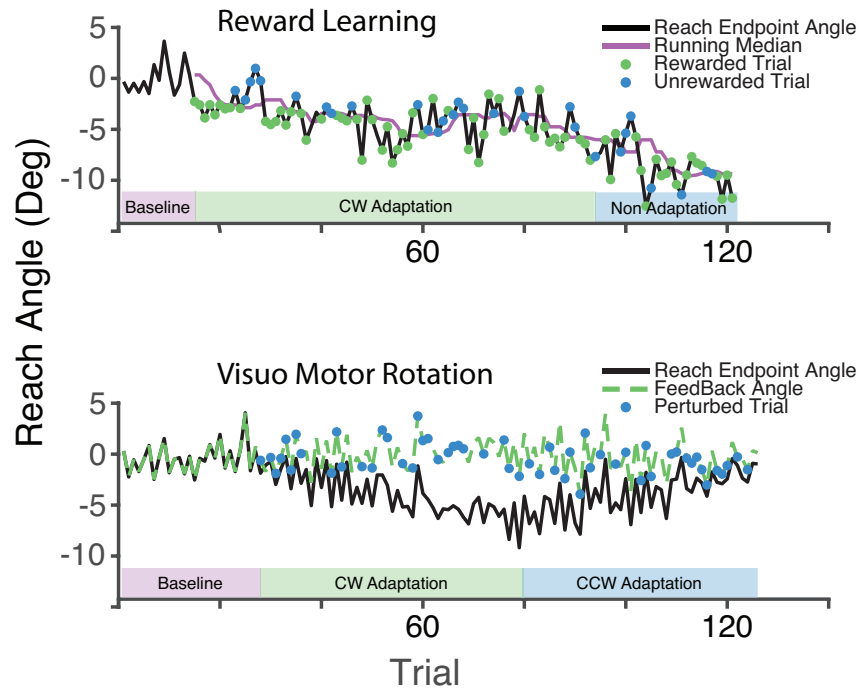 Reward Learning
Reach Endpoint Angle
Running Median
Rewarded Trial
Unrewarded Trial
5
0
-5
-10
Baseline
CW Adaptation
Non Adaptation
60
120
Reach Angle (Deg)
Visuo Motor Rotation
Reach Endpoint Angle
FeedBack Angle
Perturbed Trial
5
0
-5
-10
Baseline
CW Adaptation
CCW Adaptation
60
120
Trial